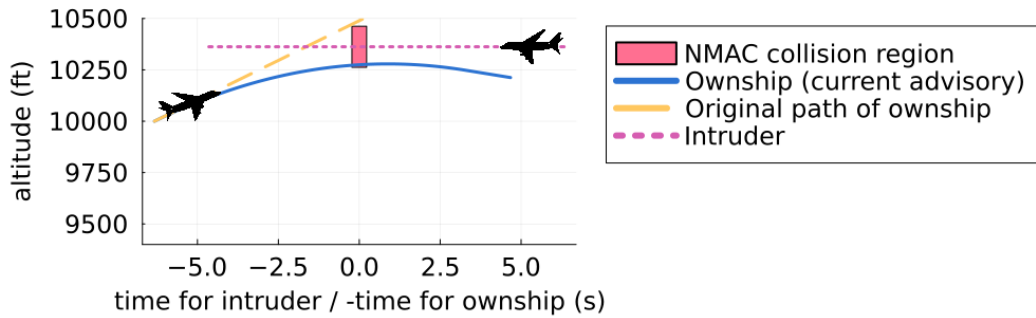 10500
10250
10000
9750
9500
altitude (ft)
−5.0 −2.5 0.0 2.5 5.0
time for intruder / -time for ownship (s)
NMAC collision region
Ownship (current advisory)
Original path of ownship
Intruder